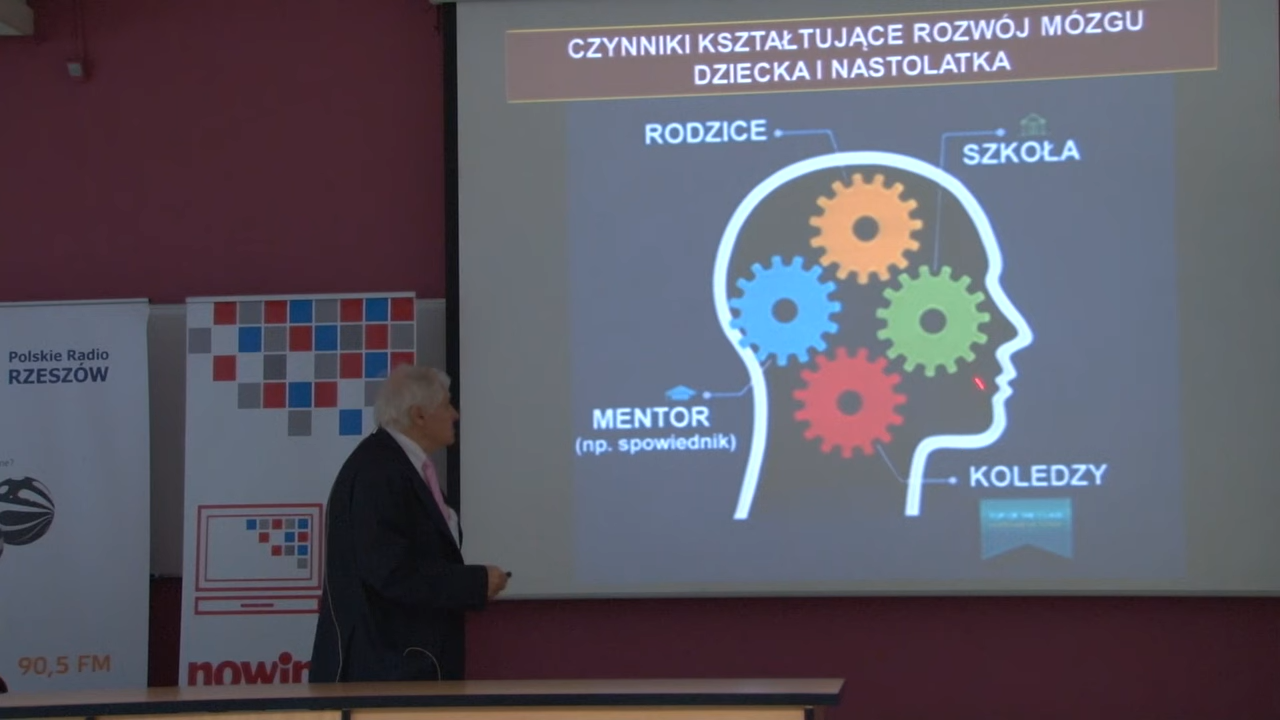 CZYNNIKI KSZTAŁTUJĄCE ROZWÓJ MÓZGU
DZIECKA I NASTOLATKA
RODZICE
SZKOŁA
MENTOR
(np. spowiednik)
KOLEDZY
Polskie Radio
RZESZÓW
90,5 FM
nowin